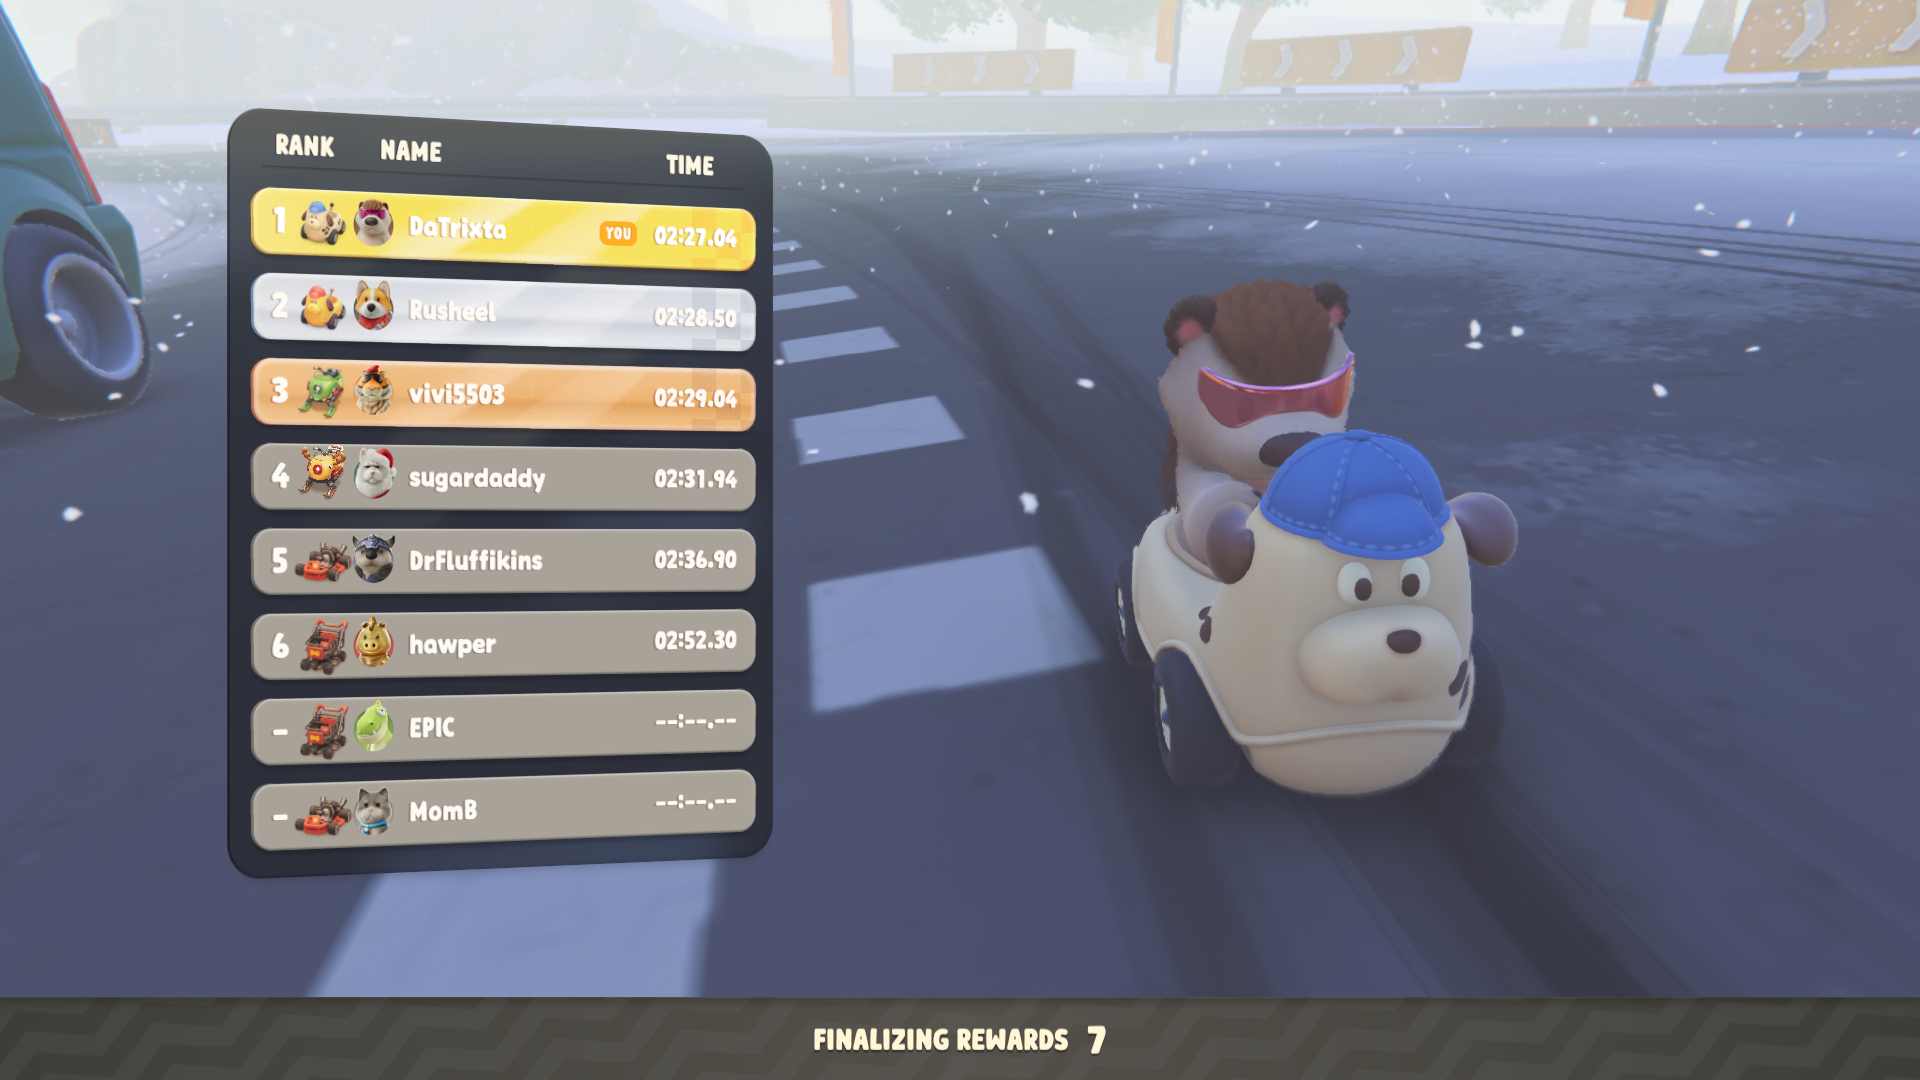 RANK NAME TIME
1 DaTrixta YOU 02:27.04
2 Rusheel 02:28.50
3 vivi5503 02:29.04
4 sugardaddy 02:31.94
5 DrFluffikins 02:36.90
6 hawper 02:52.30
- EPIC --:--.--
- MomB --:--.--
FINALIZING REWARDS 7